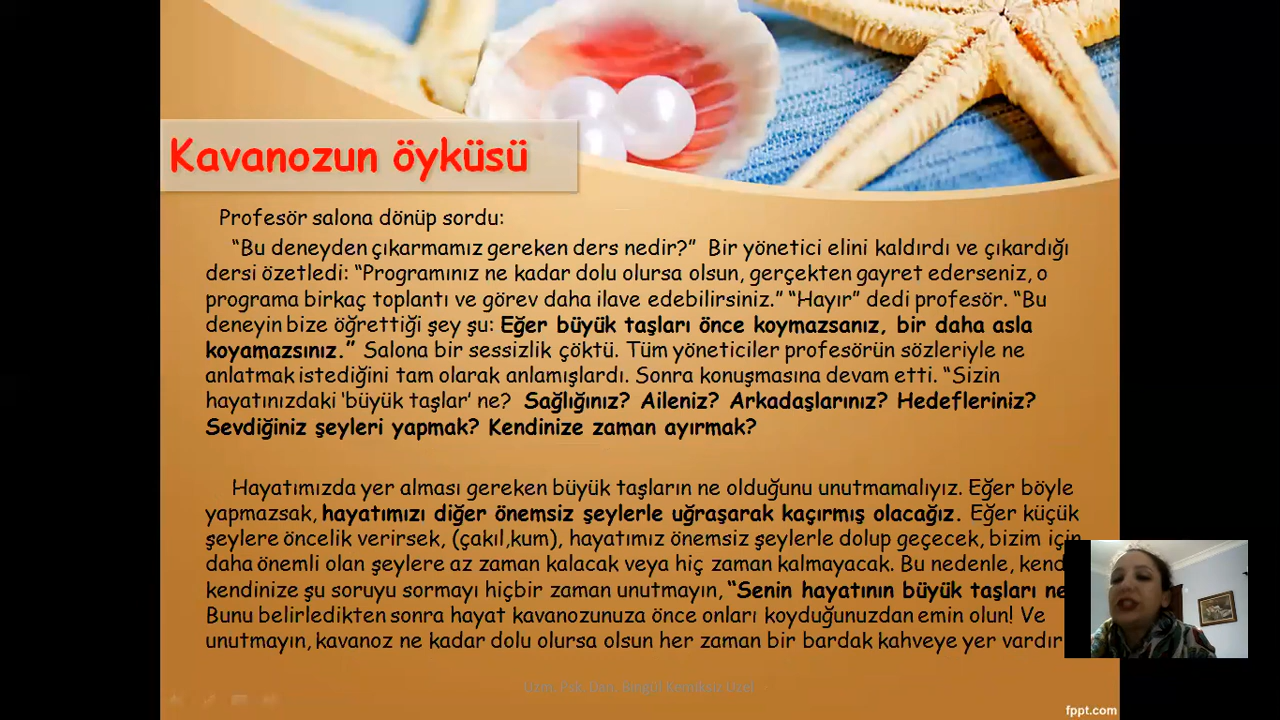 Kavanozun öyküsü
Profesör salona dönüp sordu:
“Bu deneyden çıkarmamız gereken ders nedir?” Bir yönetici elini kaldırdı ve çıkardığı
dersi özetledi: “Programınız ne kadar dolu olursa olsun, gerçekten gayret ederseniz, o
programa birkaç toplantı ve görev daha ilave edebilirsiniz.” “Hayır” dedi profesör. “Bu
deneyin bize öğrettiği şey şu: Eğer büyük taşları önce koymazsanız, bir daha asla
koyamazsınız.” Salona bir sessizlik çöktü. Tüm yöneticiler profesörün sözleriyle ne
anlatmak istediğini tam olarak anlamışlardı. Sonra konuşmasına devam etti. “Sizin
hayatınızdaki ‘büyük taşlar’ ne? Sağlığınız? Aileniz? Arkadaşlarınız? Hedefleriniz?
Sevdiğiniz şeyleri yapmak? Kendinize zaman ayırmak?
Hayatımızda yer alması gereken büyük taşların ne olduğunu unutmamalıyız. Eğer böyle
yapmazsak, hayatımızı diğer önemsiz şeylerle uğraşarak kaçırmış olacağız. Eğer küçük
şeylere öncelik verirsek, (çakıl,kum), hayatımız önemsiz şeylerle dolup geçecek, bizim için
daha önemli olan şeylere az zaman kalacak veya hiç zaman kalmayacak. Bu nedenle, kend
kendinize şu soruyu sormayı hiçbir zaman unutmayın, “Senin hayatının büyük taşları ne
Bunu belirledikten sonra hayat kavanozunuza önce onları koyduğunuzdan emin olun! Ve
unutmayın, kavanoz ne kadar dolu olursa olsun her zaman bir bardak kahveye yer vardır
Uzm. Psk. Dan. Bingül
fppt.com